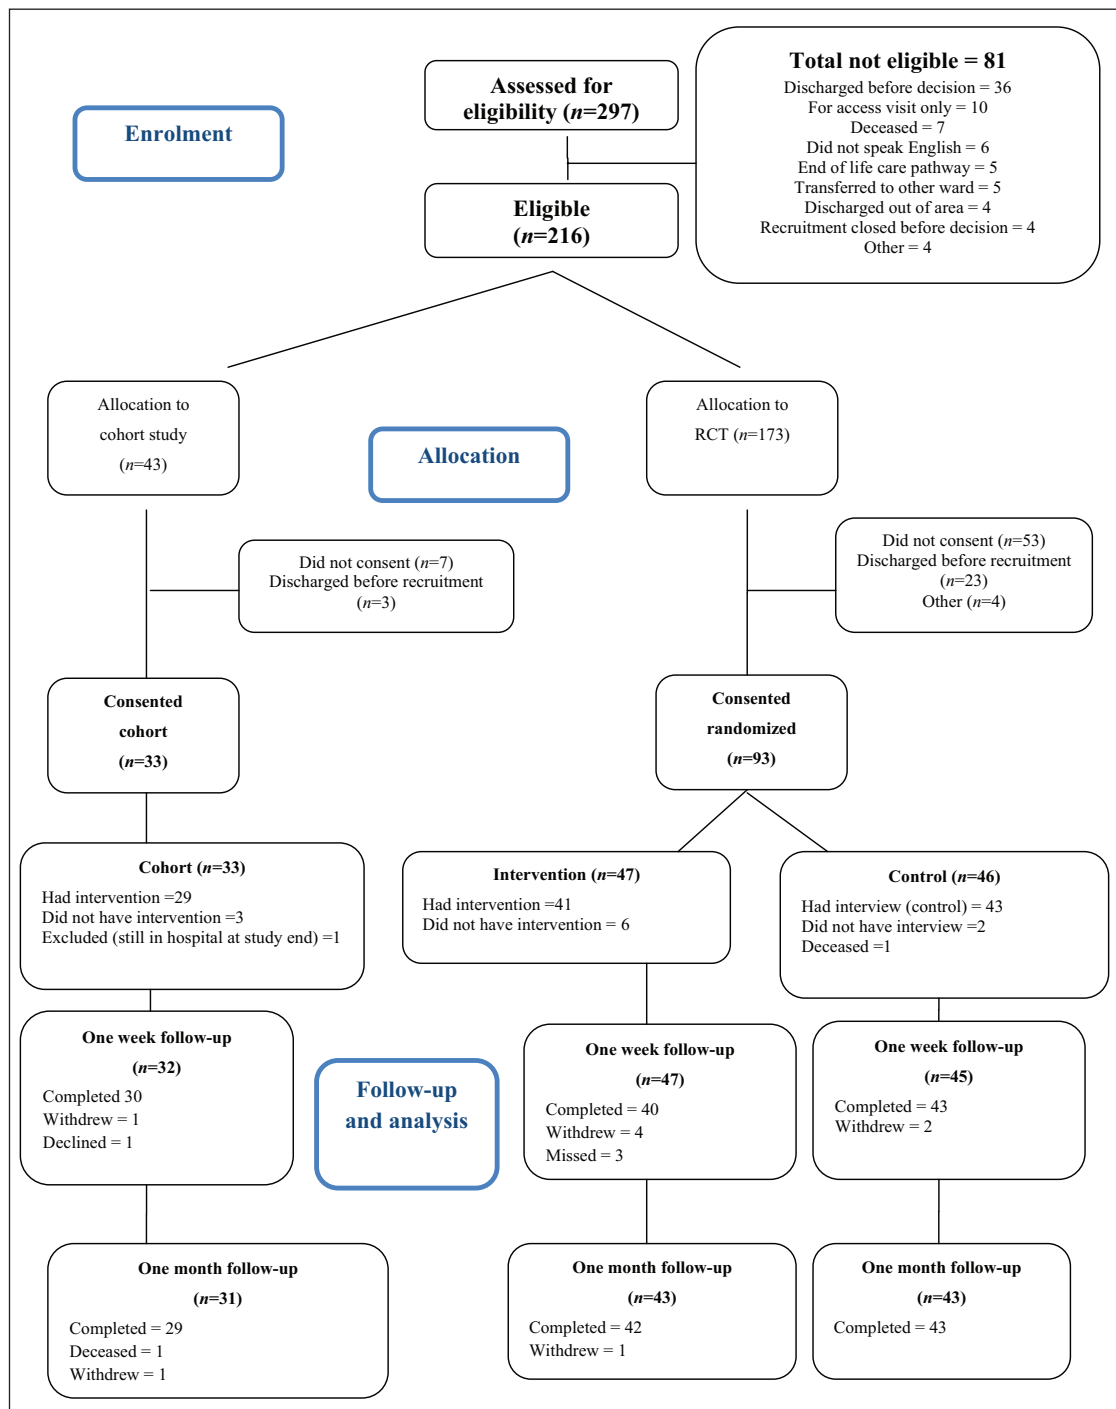 Enrolment
Assessed for
eligibility (n=297)
Total not eligible = 81
Discharged before decision = 36
For access visit only = 10
Deceased = 7
Did not speak English = 6
End of life care pathway = 5
Transferred to other ward = 5
Discharged out of area = 4
Recruitment closed before decision = 4
Other = 4
Eligible
(n=216)
Allocation to
cohort study
(n=43)
Allocation
Allocation to
RCT (n=173)
Did not consent (n=7)
Discharged before recruitment
(n=3)
Did not consent (n=53)
Discharged before recruitment
(n=23)
Other (n=4)
Consented
cohort
(n=33)
Consented
randomized
(n=93)
Cohort (n=33)
Had intervention =29
Did not have intervention =3
Excluded (still in hospital at study end) =1
Intervention (n=47)
Had intervention =41
Did not have intervention = 6
Control (n=46)
Had interview (control) = 43
Did not have interview =2
Deceased =1
One week follow-up
(n=32)
Completed 30
Withdrew = 1
Declined = 1
Follow-up
and analysis
One week follow-up
(n=47)
Completed = 40
Withdrew = 4
Missed = 3
One week follow-up
(n=45)
Completed = 43
Withdrew = 2
One month follow-up
(n=31)
Completed = 29
Deceased = 1
Withdrew = 1
One month follow-up
(n=43)
Completed = 42
Withdrew = 1
One month follow-up
(n=43)
Completed = 43